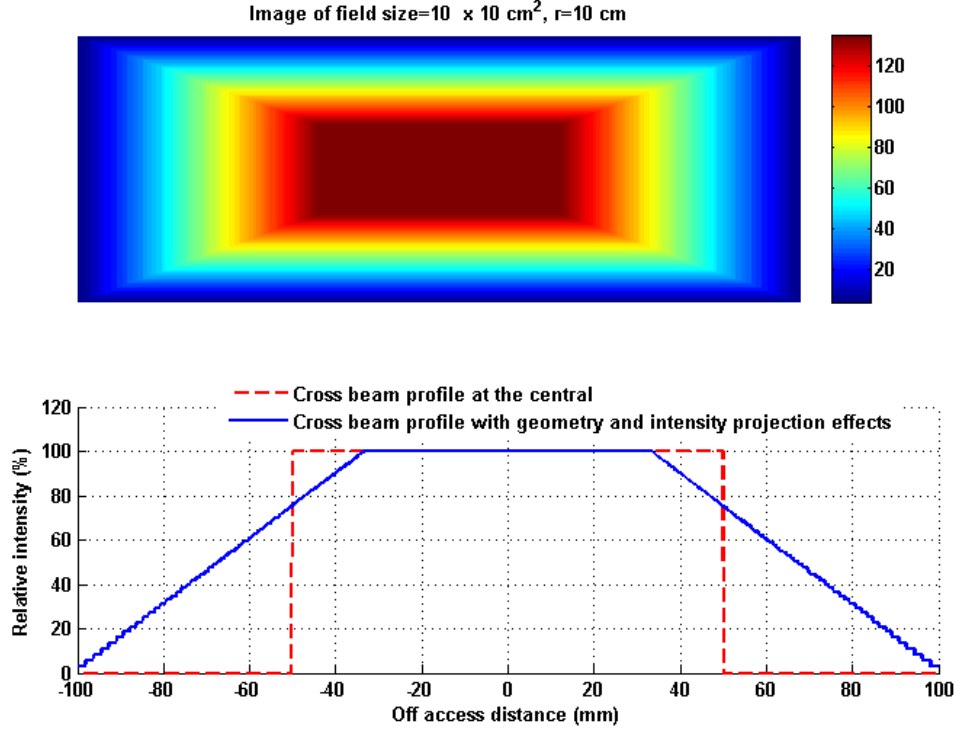 Image of field size=10 x 10 cm², r=10 cm
120
100
80
60
40
20
Cross beam profile at the central
Cross beam profile with geometry and intensity projection effects
Relative intensity (%)
120
100
80
60
40
20
0
-100 -80 -60 -40 -20 0 20 40 60 80 100
Off access distance (mm)